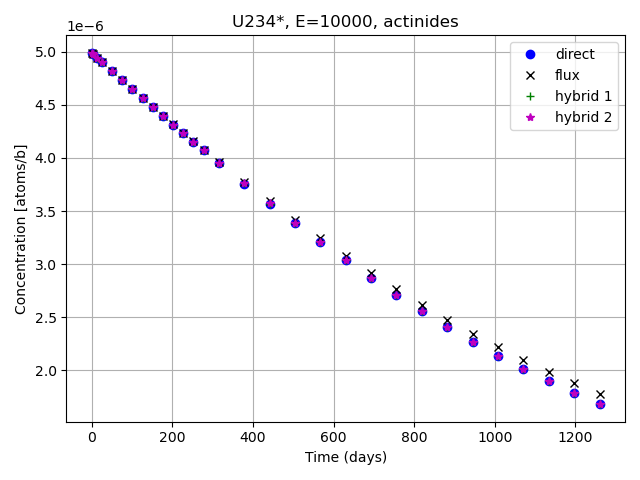 U234*, E=10000, actinides
1e−6
5.0
4.5
4.0
3.5
3.0
2.5
2.0
Concentration [atoms/b]
direct
flux
hybrid 1
hybrid 2
0 200 400 600 800 1000 1200
Time (days)